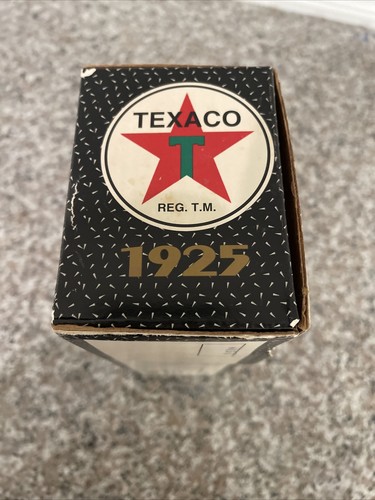 TEXACO
T
REG. T.M.
1925